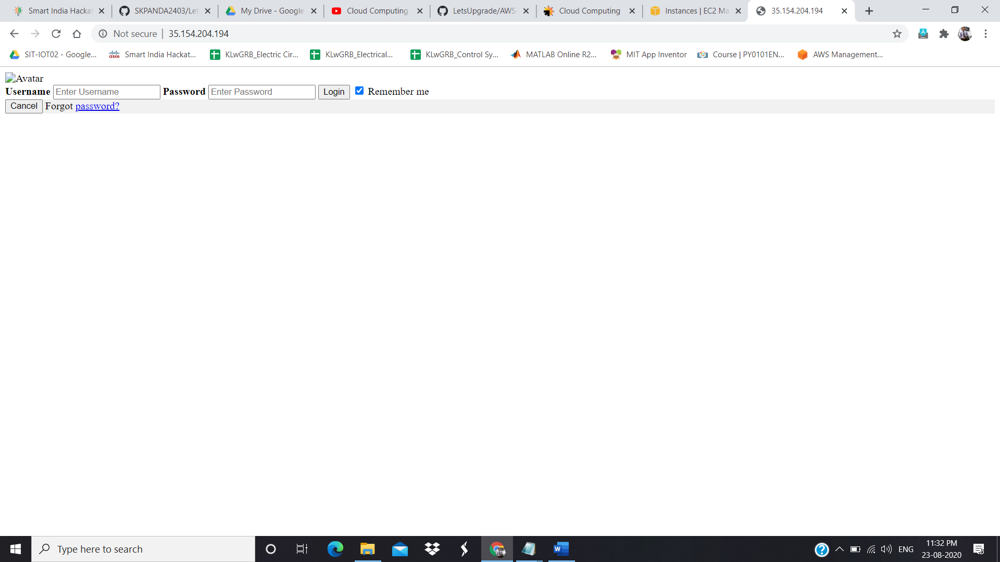 Smart India Hackat
SKPANDA2403/Let
My Drive - Google
Cloud Computing
LetsUpgrade/AWS-
Cloud Computing
Instances | EC2 Ma
35.154.204.194
Not secure
35.154.204.194
SIT-IOT02 - Google...
cisco
Smart India Hackat...
KLwGRB_Electric Cir...
KLwGRB_Electrical...
KLwGRB_Control Sy...
MATLAB Online R2...
MIT App Inventor
Course | PY0101EN...
AWS Management...
Avatar
Username Enter Username Password Enter Password Login Remember me
Cancel Forgot password?
Type here to search
ENG
11:32 PM
23-08-2020